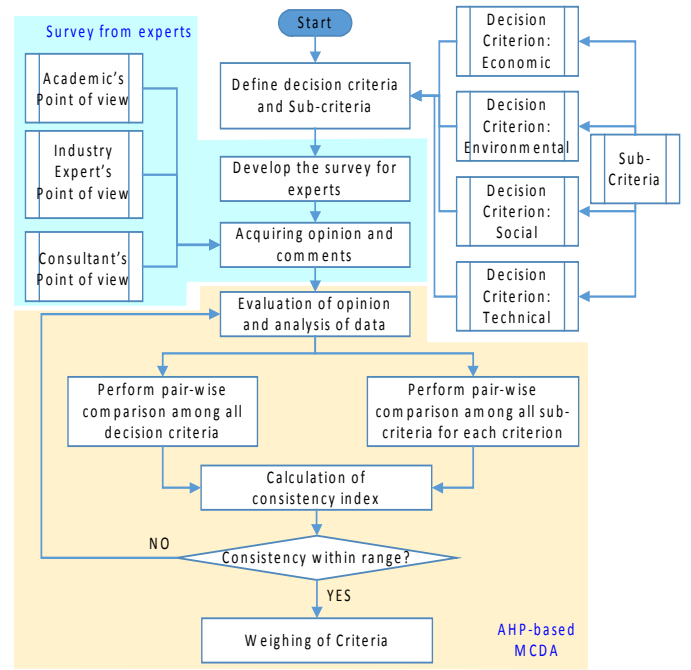 Survey from experts
Start
Academic's
Point of view
Industry
Expert's
Point of view
Consultant's
Point of view
Define decision criteria
and Sub-criteria
Develop the survey for
experts
Acquiring opinion and
comments
Decision
Criterion:
Economic
Decision
Criterion:
Environmental
Decision
Criterion:
Social
Decision
Criterion:
Technical
Sub-
Criteria
Evaluation of opinion
and analysis of data
Perform pair-wise
comparison among all
decision criteria
Perform pair-wise
comparison among all sub-
criteria for each criterion
Calculation of
consistency index
NO
Consistency within range?
YES
Weighing of Criteria
AHP-based
MCDA